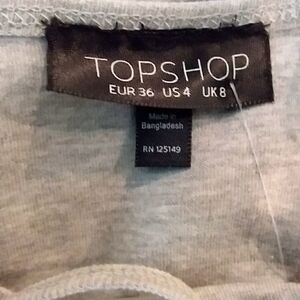 TOPSHOP
EUR 36 US 4 UK 8
Made in
Bangladesh
RN 125149